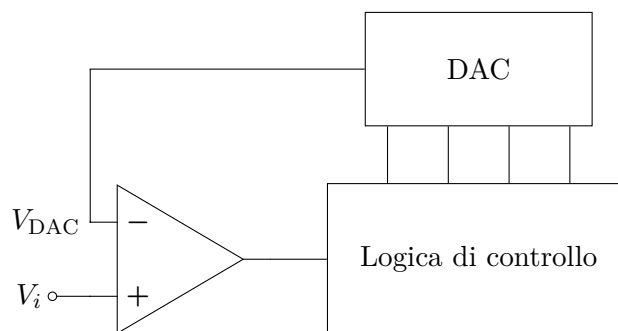 DAC
V_DAC
−
Logica di controllo
V_i
+